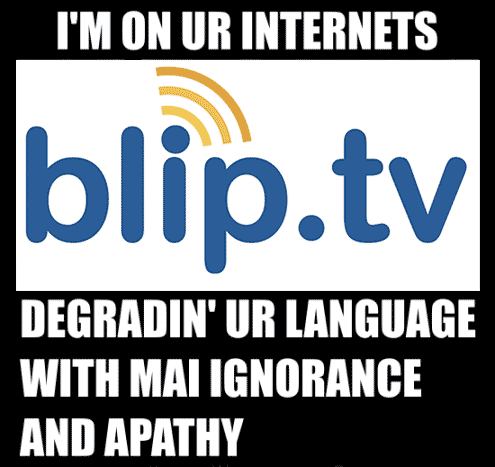 I'M ON UR INTERNETS
blip.tv
DEGRADIN' UR LANGUAGE
WITH MAI IGNORANCE
AND APATHY